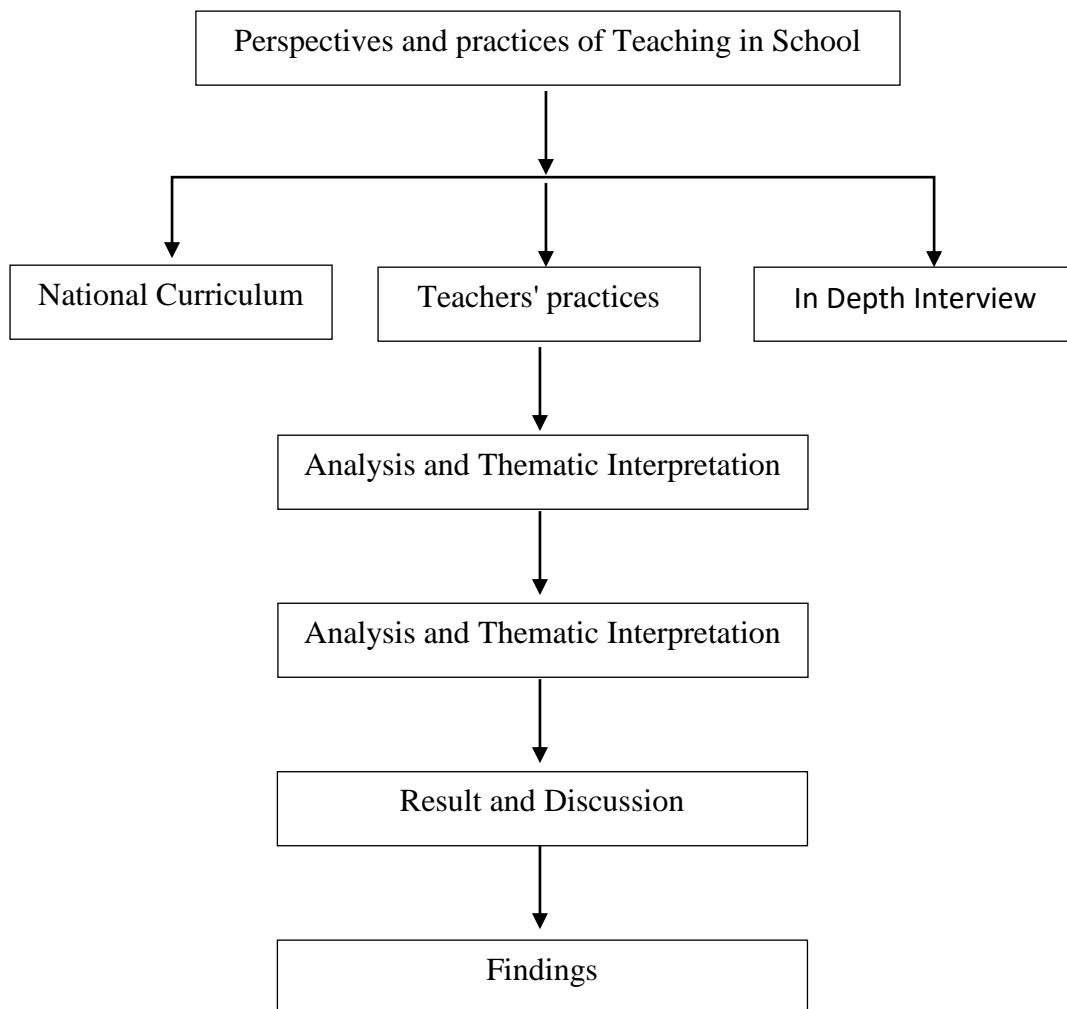 Perspectives and practices of Teaching in School
National Curriculum
Teachers' practices
In Depth Interview
Analysis and Thematic Interpretation
Analysis and Thematic Interpretation
Result and Discussion
Findings